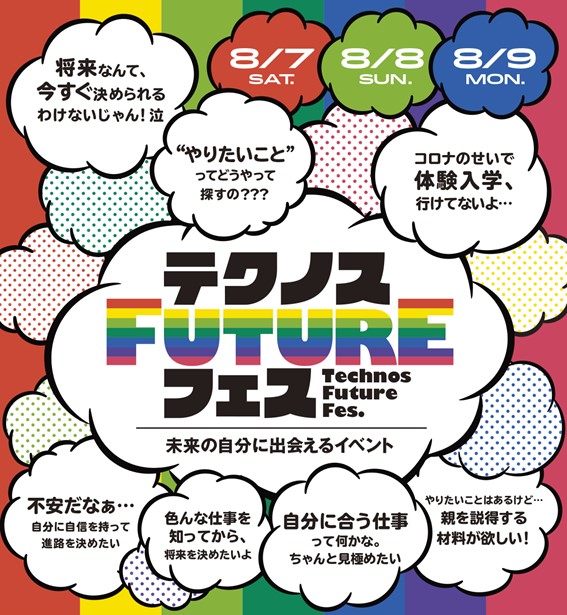 8/7
SAT.
8/8
SUN.
8/9
MON.
将来なんて、
今すぐ決められる
わけないじゃん!泣
“やりたいこと”
ってどうやって
探すの???
コロナのせいで
体験入学、
行けてないよ…
テクノス
FUTURE
フェス
Technos
Future
Fes.
未来の自分に出会えるイベント
不安だなぁ…
自分に自信を持って
進路を決めたい
色んな仕事を
知ってから、
将来を決めたいよ
自分に合う仕事
って何かな。
ちゃんと見極めたい
やりたいことはあるけど…
親を説得する
材料が欲しい!